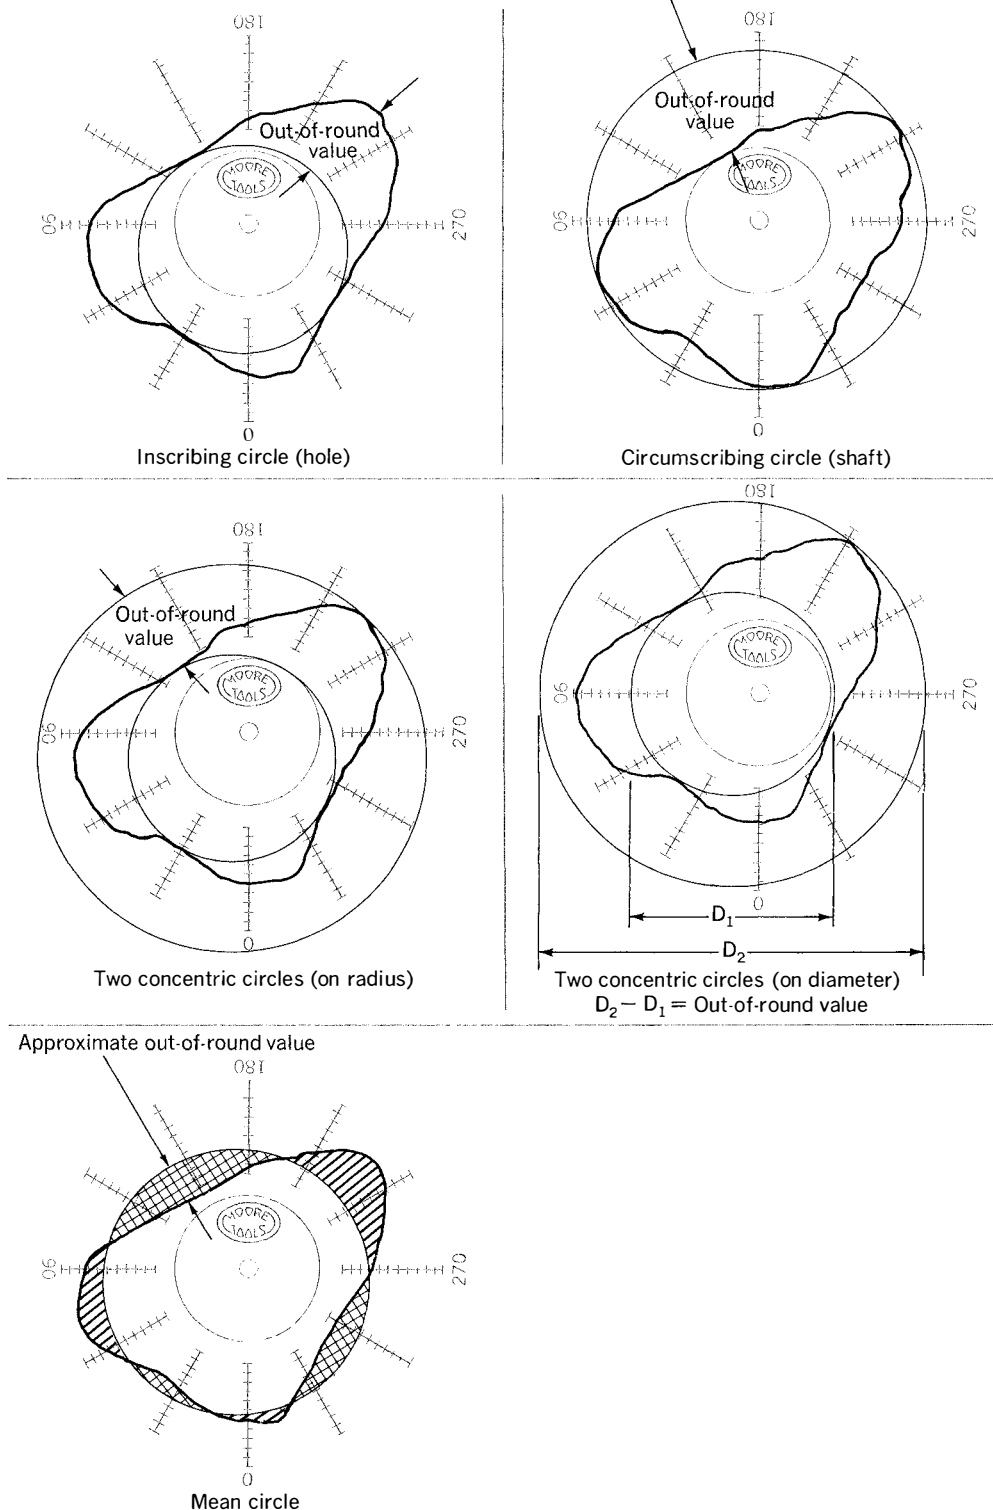 180
Out-of-round
value
MOORE
TOOLS
90
270
0
Inscribing circle (hole)
180
Out-of-round
value
MOORE
TOOLS
90
270
0
Circumscribing circle (shaft)
180
Out-of-round
value
MOORE
TOOLS
90
270
0
Two concentric circles (on radius)
180
MOORE
TOOLS
90
270
0
D₁
D₂
Two concentric circles (on diameter)
D₂ − D₁ = Out-of-round value
Approximate out-of-round value
180
MOORE
TOOLS
90
270
0
Mean circle